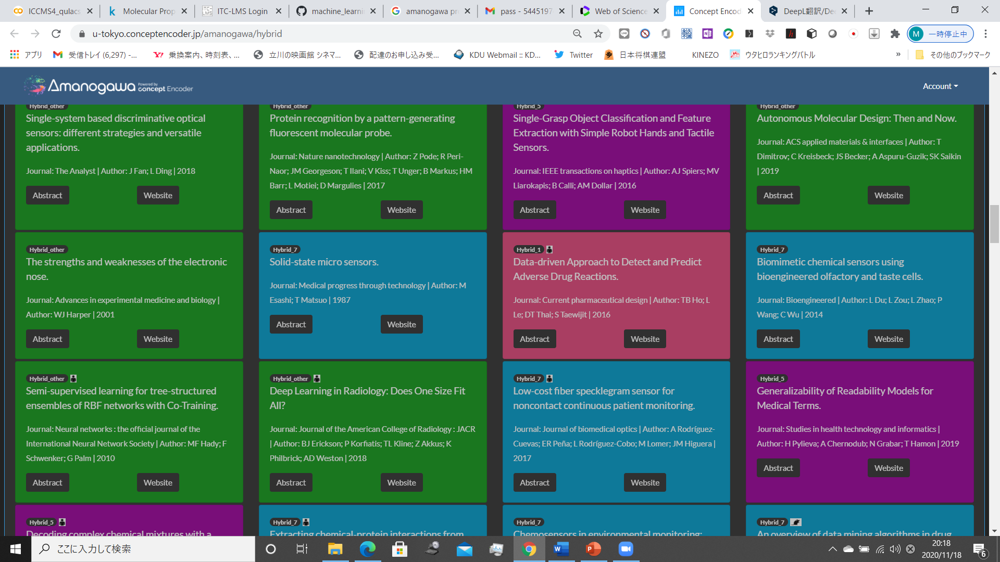 ICCMS4_qulacs
Molecular Prop
ITC-LMS Login
machine_learnin
amanogawa pr
pass - 5445197
Web of Science
Concept Encod
DeepL翻訳/De
u-tokyo.conceptencoder.jp/amanogawa/hybrid
M 一時停止中
アプリ
受信トレイ (6,297) -...
乗換案内、時刻表、...
立川の映画館 シネマ...
配達のお申し込み受...
KDU Webmail :: KD...
Twitter
日本将棋連盟
KINEZO
ウタヒロランキングバトル
»
その他のブックマーク
Amanogawa Powered by concept Encoder
Account
Hybrid_other
Single-system based discriminative optical
sensors: different strategies and versatile
applications.
Journal: The Analyst | Author: J Fan; L Ding | 2018
Abstract Website
Hybrid_other
Protein recognition by a pattern-generating
fluorescent molecular probe.
Journal: Nature nanotechnology | Author: Z Pode; R Peri-
Naor; JM Georgeson; T Ilani; V Kiss; T Unger; B Markus; HM
Barr; L Motiei; D Margulies | 2017
Abstract Website
Hybrid_5
Single-Grasp Object Classification and Feature
Extraction with Simple Robot Hands and Tactile
Sensors.
Journal: IEEE transactions on haptics | Author: AJ Spiers; MV
Liarokapis; B Calli; AM Dollar | 2016
Abstract Website
Hybrid_other
Autonomous Molecular Design: Then and Now.
Journal: ACS applied materials & interfaces | Author: T
Dimitrov; C Kreisbeck; JS Becker; A Aspuru-Guzik; SK Saikin
| 2019
Abstract Website
Hybrid_other
The strengths and weaknesses of the electronic
nose.
Journal: Advances in experimental medicine and biology |
Author: WJ Harper | 2001
Abstract Website
Hybrid_7
Solid-state micro sensors.
Journal: Medical progress through technology | Author: M
Esashi; T Matsuo | 1987
Abstract Website
Hybrid_1
Data-driven Approach to Detect and Predict
Adverse Drug Reactions.
Journal: Current pharmaceutical design | Author: TB Ho; L
Le; DT Thai; S Taewijit | 2016
Abstract Website
Hybrid_7
Biomimetic chemical sensors using
bioengineered olfactory and taste cells.
Journal: Bioengineered | Author: L Du; L Zou; L Zhao; P
Wang; C Wu | 2014
Abstract Website
Hybrid_other
Semi-supervised learning for tree-structured
ensembles of RBF networks with Co-Training.
Journal: Neural networks : the official journal of the
International Neural Network Society | Author: MF Hady; F
Schwenker; G Palm | 2010
Abstract Website
Hybrid_other
Deep Learning in Radiology: Does One Size Fit
All?
Journal: Journal of the American College of Radiology : JACR
| Author: BJ Erickson; P Korfiatis; TL Kline; Z Akkus; K
Philbrick; AD Weston | 2018
Abstract Website
Hybrid_7
Low-cost fiber specklegram sensor for
noncontact continuous patient monitoring.
Journal: Journal of biomedical optics | Author: A Rodríguez-
Cuevas; ER Peña; L Rodríguez-Cobo; M Lomer; JM Higuera |
2017
Abstract Website
Hybrid_5
Generalizability of Readability Models for
Medical Terms.
Journal: Studies in health technology and informatics |
Author: H Pylieva; A Chernodub; N Grabar; T Hamon | 2019
Abstract Website
Hybrid_5
Decoding complex chemical mixtures with a
Hybrid_7
Extracting chemical-protein interactions from
Hybrid_7
Chemosensors in environmental monitoring:
Hybrid_7
An overview of data mining algorithms in drug
ここに入力して検索
20:18
2020/11/18
6